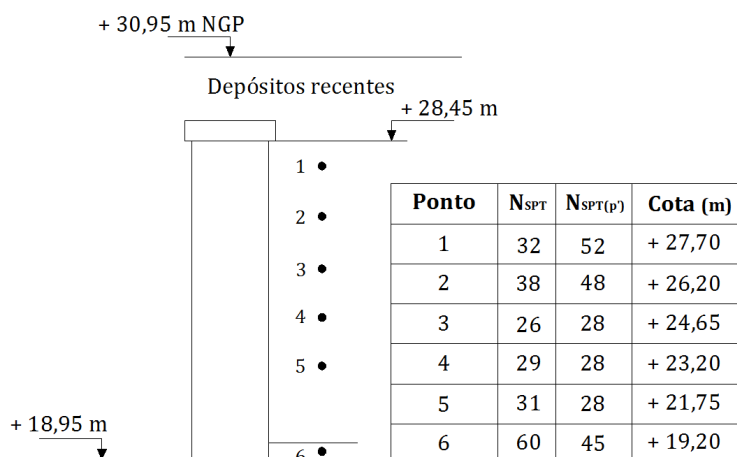 + 30,95 m NGP
Depósitos recentes
+ 28,45 m
1
2
3
4
5
+ 18,95 m
6
Ponto NSPT NSPT(p') Cota (m)
1 32 52 + 27,70
2 38 48 + 26,20
3 26 28 + 24,65
4 29 28 + 23,20
5 31 28 + 21,75
6 60 45 + 19,20